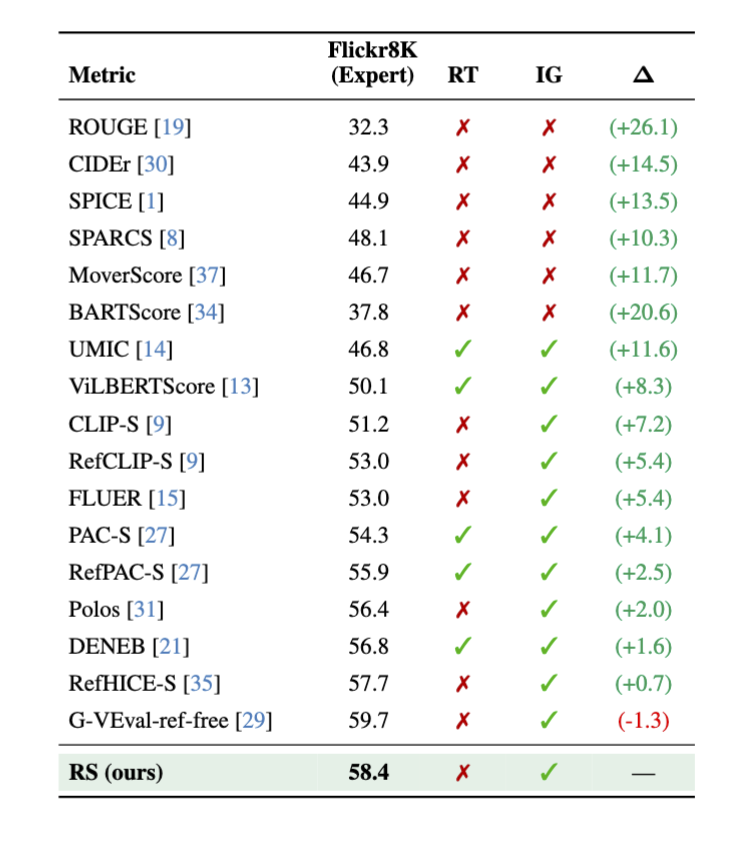 Metric Flickr8K (Expert) RT IG Δ
ROUGE [19] 32.3 ✗ ✗ (+26.1)
CIDEr [30] 43.9 ✗ ✗ (+14.5)
SPICE [1] 44.9 ✗ ✗ (+13.5)
SPARCS [8] 48.1 ✗ ✗ (+10.3)
MoverScore [37] 46.7 ✗ ✗ (+11.7)
BARTScore [34] 37.8 ✗ ✗ (+20.6)
UMIC [14] 46.8 ✓ ✓ (+11.6)
ViLBERTScore [13] 50.1 ✓ ✓ (+8.3)
CLIP-S [9] 51.2 ✗ ✓ (+7.2)
RefCLIP-S [9] 53.0 ✗ ✓ (+5.4)
FLUER [15] 53.0 ✗ ✓ (+5.4)
PAC-S [27] 54.3 ✓ ✓ (+4.1)
RefPAC-S [27] 55.9 ✓ ✓ (+2.5)
Polos [31] 56.4 ✗ ✓ (+2.0)
DENEB [21] 56.8 ✓ ✓ (+1.6)
RefHICE-S [35] 57.7 ✗ ✓ (+0.7)
G-VEval-ref-free [29] 59.7 ✗ ✓ (-1.3)
RS (ours) 58.4 ✗ ✓ —